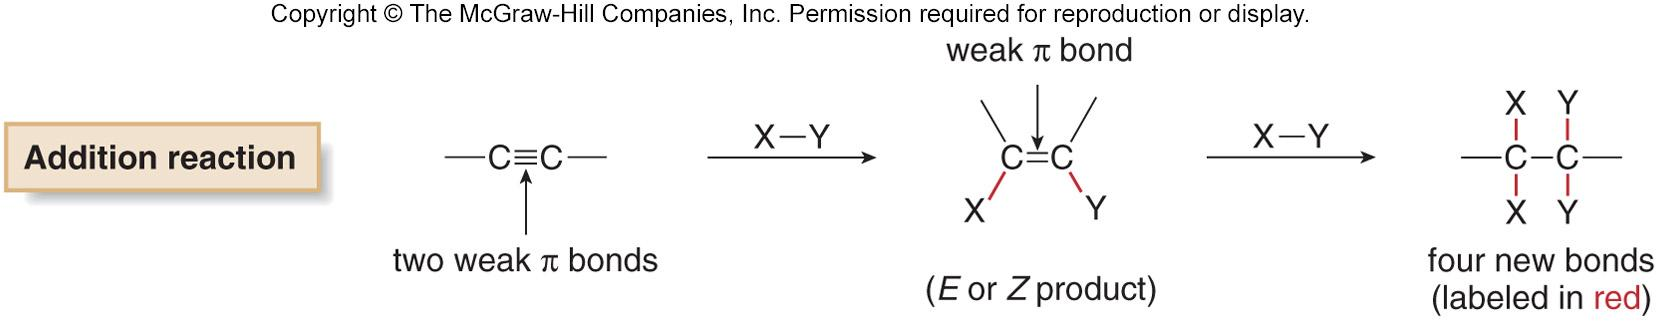 Copyright © The McGraw-Hill Companies, Inc. Permission required for reproduction or display.
Addition reaction
—C≡C—
two weak π bonds
X—Y
weak π bond
C=C
X Y
(E or Z product)
X—Y
X Y
—C—C—
X Y
four new bonds
(labeled in red)